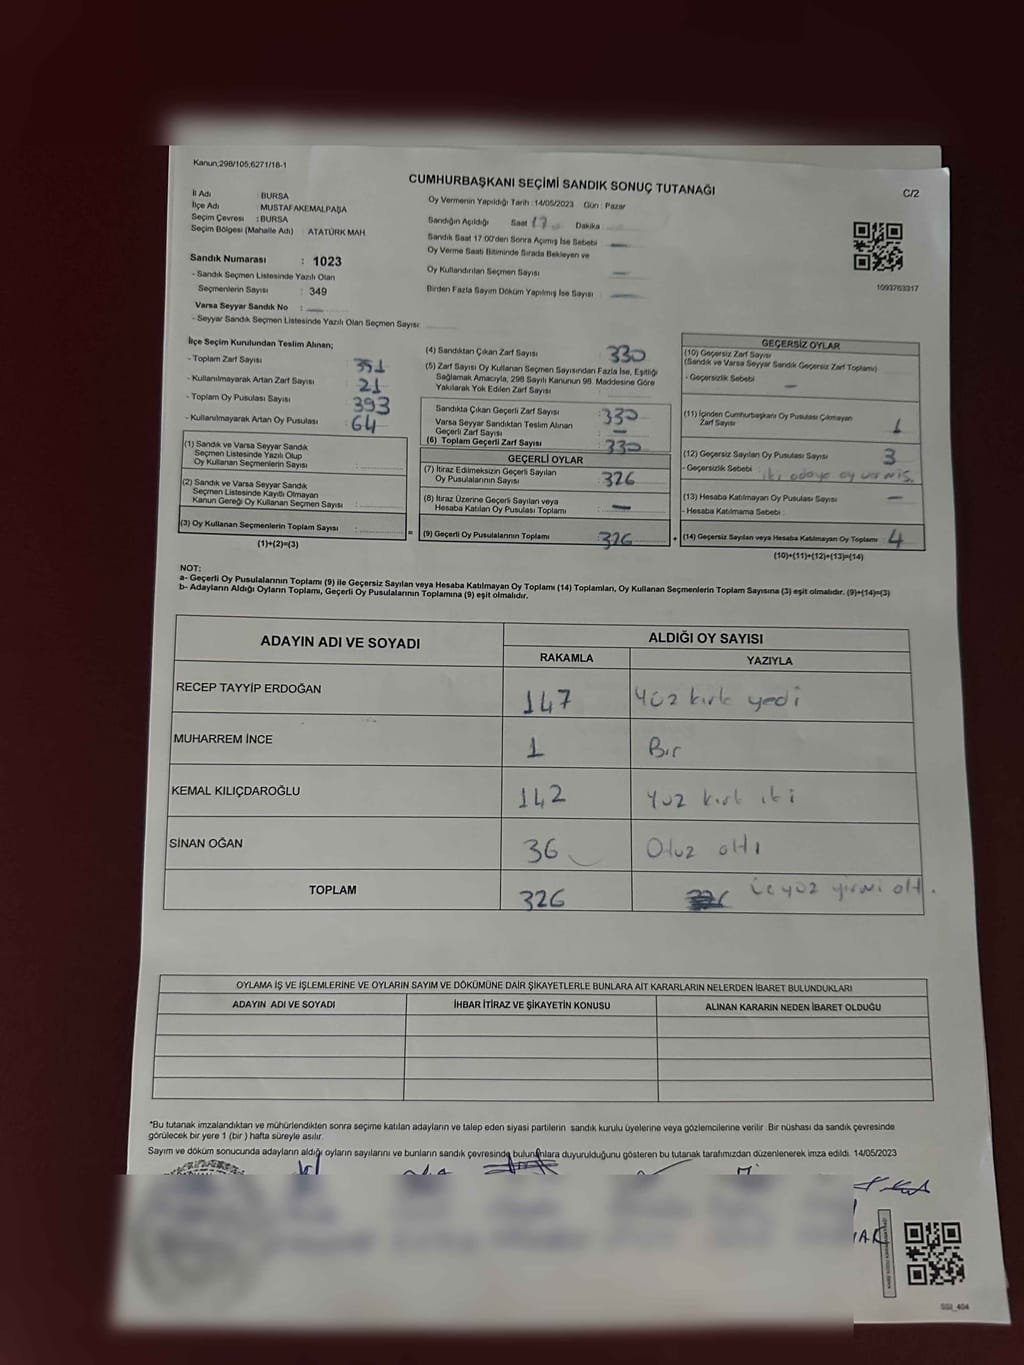 Kanun;298/105,6271/18-1
CUMHURBAŞKANI SEÇİMİ SANDIK SONUÇ TUTANAĞI
C/2
İl Adı BURSA
İlçe Adı MUSTAFAKEMALPAŞA
Seçim Çevresi : BURSA
Seçim Bölgesi (Mahalle Adı) ATATÜRK MAH
Oy Vermenin Yapıldığı Tarih : 14/05/2023 Gün : Pazar
Sandığın Açıldığı Saat 17 Dakika
Sandık Saat 17:00'den Sonra Açımış İse Sebebi —
Oy Verme Saati Bitiminde Sırada Bekleyen ve
Oy Kullandırılan Seçmen Sayısı —
Birden Fazla Sayım Döküm Yapılmış İse Sayısı —
1093763317
Sandık Numarası : 1023
- Sandık Seçmen Listesinde Yazılı Olan
Seçmenlerin Sayısı : 349
Varsa Seyyar Sandık No : —
- Seyyar Sandık Seçmen Listesinde Yazılı Olan Seçmen Sayısı:
İlçe Seçim Kurulundan Teslim Alınan;
- Toplam Zarf Sayısı : 351
- Kullanılmayarak Artan Zarf Sayısı : 21
- Toplam Oy Pusulası Sayısı : 393
- Kullanılmayarak Artan Oy Pusulası : 64
(1) Sandık ve Varsa Seyyar Sandık
Seçmen Listesinde Yazılı Olup
Oy Kullanan Seçmenlerin Sayısı :
(2) Sandık ve Varsa Seyyar Sandık
Seçmen Listesinde Kayıtlı Olmayan
Kanun Gereği Oy Kullanan Seçmen Sayısı :
(3) Oy Kullanan Seçmenlerin Toplam Sayısı :
(1)+(2)=(3)
=
(4) Sandıktan Çıkan Zarf Sayısı : 330
(5) Zarf Sayısı Oy Kullanan Seçmen Sayısından Fazla İse, Eşitliği
Sağlamak Amacıyla, 298 Sayılı Kanunun 98. Maddesine Göre
Yakılarak Yok Edilen Zarf Sayısı :
Sandıkta Çıkan Geçerli Zarf Sayısı : 330
Varsa Seyyar Sandıktan Teslim Alınan
Geçerli Zarf Sayısı : —
(6) Toplam Geçerli Zarf Sayısı : 330
GEÇERLİ OYLAR
(7) İtiraz Edilmeksizin Geçerli Sayılan
Oy Pusulalarının Sayısı : 326
(8) İtiraz Üzerine Geçerli Sayılan veya
Hesaba Katılan Oy Pusulası Toplamı : —
(9) Geçerli Oy Pusulalarının Toplamı : 326
+
GEÇERSİZ OYLAR
(10) Geçersiz Zarf Sayısı
(Sandık ve Varsa Seyyar Sandık Geçersiz Zarf Toplamı)
- Geçersizlik Sebebi : —
(11) İçinden Cumhurbaşkanı Oy Pusulası Çıkmayan
Zarf Sayısı : 1
(12) Geçersiz Sayılan Oy Pusulası Sayısı : 3
- Geçersizlik Sebebi : iki adaya oy vermiş.
(13) Hesaba Katılmayan Oy Pusulası Sayısı : —
- Hesaba Katılmama Sebebi :
(14) Geçersiz Sayılan veya Hesaba Katılmayan Oy Toplamı : 4
(10)+(11)+(12)+(13)=(14)
NOT:
a- Geçerli Oy Pusulalarının Toplamı (9) ile Geçersiz Sayılan veya Hesaba Katılmayan Oy Toplamı (14) Toplamları, Oy Kullanan Seçmenlerin Toplam Sayısına (3) eşit olmalıdır. (9)+(14)=(3)
b- Adayların Aldığı Oyların Toplamı, Geçerli Oy Pusulalarının Toplamına (9) eşit olmalıdır.
ADAYIN ADI VE SOYADI ALDIĞI OY SAYISI
RAKAMLA YAZIYLA
RECEP TAYYİP ERDOĞAN 147 Yüz kırk yedi
MUHARREM İNCE 1 Bir
KEMAL KILIÇDAROĞLU 142 Yüz kırk iki
SİNAN OĞAN 36 Otuz altı
TOPLAM 326 üçyüz yirmi altı.
OYLAMA İŞ VE İŞLEMLERİNE VE OYLARIN SAYIM VE DÖKÜMÜNE DAİR ŞİKAYETLERLE BUNLARA AİT KARARLARIN NELERDEN İBARET BULUNDUKLARI
ADAYIN ADI VE SOYADI İHBAR İTİRAZ VE ŞİKAYETİN KONUSU ALINAN KARARIN NEDEN İBARET OLDUĞU
*Bu tutanak imzalandıktan ve mühürlendikten sonra seçime katılan adayların ve talep eden siyasi partilerin sandık kurulu üyelerine veya gözlemcilerine verilir. Bir nüshası da sandık çevresinde
görülecek bir yere 1 (bir ) hafta süreyle asılır.
Sayım ve döküm sonucunda adayların aldığı oyların sayılarını ve bunların sandık çevresinde bulunanlara duyurulduğunu gösteren bu tutanak tarafımızdan düzenlenerek imza edildi. 14/05/2023
SSI_404